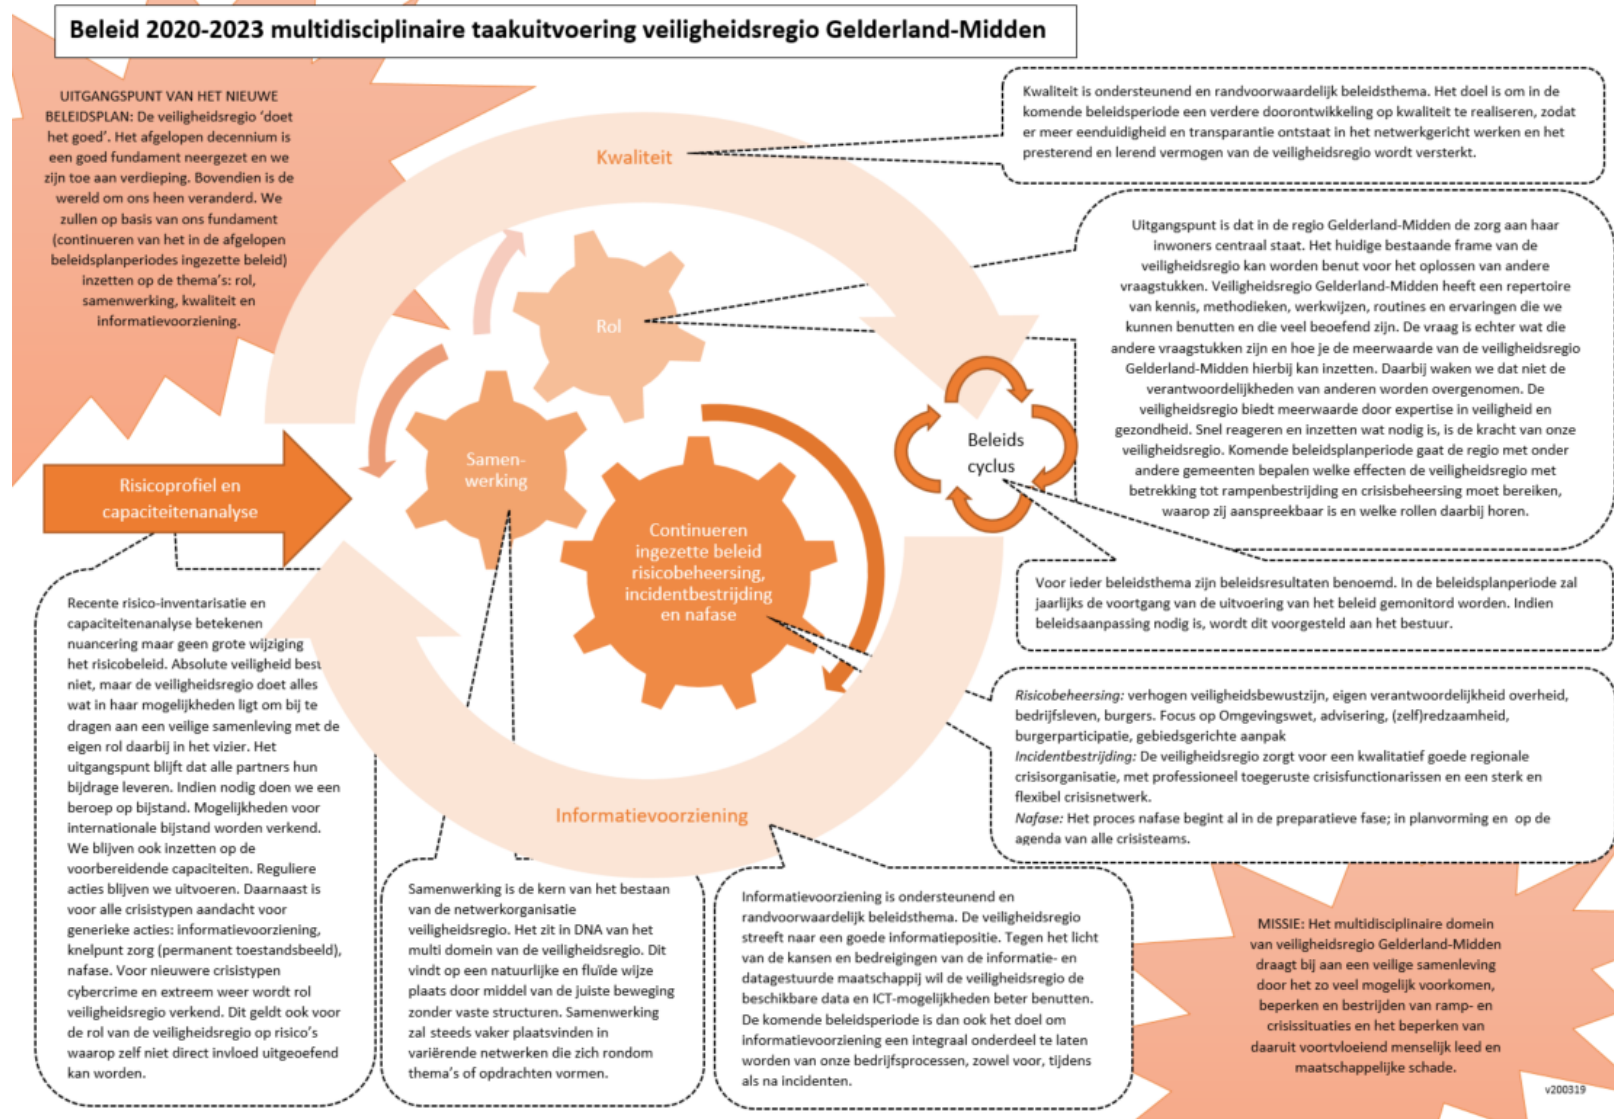 Beleid 2020-2023 multidisciplinaire taakuitvoering veiligheidsregio Gelderland-Midden
UITGANGSPUNT VAN HET NIEUWE
BELEIDSPLAN: De veiligheidsregio ‘doet
het goed’. Het afgelopen decennium is
een goed fundament neergezet en we
zijn toe aan verdieping. Bovendien is de
wereld om ons heen veranderd. We
zullen op basis van ons fundament
(continueren van het in de afgelopen
beleidsplanperiodes ingezette beleid)
inzetten op de thema’s: rol,
samenwerking, kwaliteit en
informatievoorziening.
Kwaliteit
Kwaliteit is ondersteunend en randvoorwaardelijk beleidsthema. Het doel is om in de
komende beleidsperiode een verdere doorontwikkeling op kwaliteit te realiseren, zodat
er meer eenduidigheid en transparantie ontstaat in het netwerkgericht werken en het
presterend en lerend vermogen van de veiligheidsregio wordt versterkt.
Rol
Uitgangspunt is dat in de regio Gelderland-Midden de zorg aan haar
inwoners centraal staat. Het huidige bestaande frame van de
veiligheidsregio kan worden benut voor het oplossen van andere
vraagstukken. Veiligheidsregio Gelderland-Midden heeft een repertoire
van kennis, methodieken, werkwijzen, routines en ervaringen die we
kunnen benutten en die veel beoefend zijn. De vraag is echter wat die
andere vraagstukken zijn en hoe je de meerwaarde van de veiligheidsregio
Gelderland-Midden hierbij kan inzetten. Daarbij waken we dat niet de
verantwoordelijkheden van anderen worden overgenomen. De
veiligheidsregio biedt meerwaarde door expertise in veiligheid en
gezondheid. Snel reageren en inzetten wat nodig is, is de kracht van onze
veiligheidsregio. Komende beleidsplanperiode gaat de regio met onder
andere gemeenten bepalen welke effecten de veiligheidsregio met
betrekking tot rampenbestrijding en crisisbeheersing moet bereiken,
waarop zij aanspreekbaar is en welke rollen daarbij horen.
Samen-
werking
Beleids
cyclus
Risicoprofiel en
capaciteitenanalyse
Continueren
ingezette beleid
risicobeheersing,
incidentbestrijding
en nafase
Voor ieder beleidsthema zijn beleidsresultaten benoemd. In de beleidsplanperiode zal
jaarlijks de voortgang van de uitvoering van het beleid gemonitord worden. Indien
beleidsaanpassing nodig is, wordt dit voorgesteld aan het bestuur.
Recente risico-inventarisatie en
capaciteitenanalyse betekenen
nuancering maar geen grote wijziging
het risicobeleid. Absolute veiligheid
niet, maar de veiligheidsregio doet alles
wat in haar mogelijkheden ligt om bij te
dragen aan een veilige samenleving met de
eigen rol daarbij in het vizier. Het
uitgangspunt blijft dat alle partners hun
bijdrage leveren. Indien nodig doen we een
beroep op bijstand. Mogelijkheden voor
internationale bijstand worden verkend.
We blijven ook inzetten op de
voorbereidende capaciteiten. Reguliere
acties blijven we uitvoeren. Daarnaast is
voor alle crisistypen aandacht voor
generieke acties: informatievoorziening,
knelpunt zorg (permanent toestandsbeeld),
nafase. Voor nieuwere crisistypen
cybercrime en extreem weer wordt rol
veiligheidsregio verkend. Dit geldt ook voor
de rol van de veiligheidsregio op risico’s
waarop zelf niet direct invloed uitgeoefend
kan worden.
Risicobeheersing: verhogen veiligheidsbewustzijn, eigen verantwoordelijkheid overheid,
bedrijfsleven, burgers. Focus op Omgevingswet, advisering, (zelf)redzaamheid,
burgerparticipatie, gebiedsgerichte aanpak
Incidentbestrijding: De veiligheidsregio zorgt voor een kwalitatief goede regionale
crisisorganisatie, met professioneel toegeruste crisisfunctionarissen en een sterk en
flexibel crisisnetwerk.
Nafase: Het proces nafase begint al in de preparatieve fase; in planvorming en op de
agenda van alle crisisteams.
Informatievoorziening
Samenwerking is de kern van het bestaan
van de netwerkorganisatie
veiligheidsregio. Het zit in DNA van het
multi domein van de veiligheidsregio. Dit
vindt op een natuurlijke en fluïde wijze
plaats door middel van de juiste beweging
zonder vaste structuren. Samenwerking
zal steeds vaker plaatsvinden in
variërende netwerken die zich rondom
thema’s of opdrachten vormen.
Informatievoorziening is ondersteunend en
randvoorwaardelijk beleidsthema. De veiligheidsregio
streeft naar een goede informatiepositie. Tegen het licht
van de kansen en bedreigingen van de informatie- en
datagestuurde maatschappij wil de veiligheidsregio de
beschikbare data en ICT-mogelijkheden beter benutten.
De komende beleidsperiode is dan ook het doel om
informatievoorziening een integraal onderdeel te laten
worden van onze bedrijfsprocessen, zowel voor, tijdens
als na incidenten.
MISSIE: Het multidisciplinaire domein
van veiligheidsregio Gelderland-Midden
draagt bij aan een veilige samenleving
door het zo veel mogelijk voorkomen,
beperken en bestrijden van ramp- en
crisissituaties en het beperken van
daaruit voortvloeiend menselijk leed en
maatschappelijke schade.
v200319